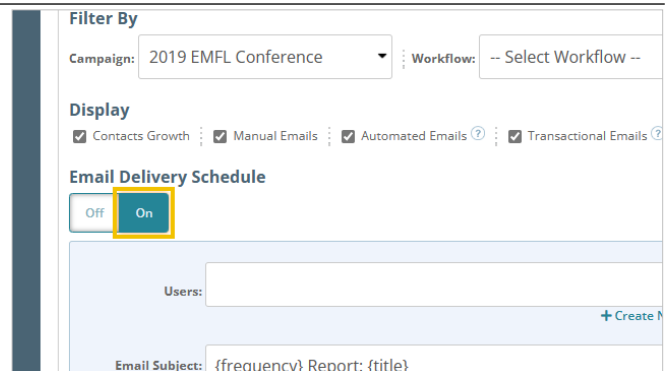 Filter By
Campaign: 2019 EMFL Conference Workflow: -- Select Workflow --
Display
Contacts Growth Manual Emails Automated Emails ? Transactional Emails ?
Email Delivery Schedule
Off On
Users:
+ Create
Email Subject: {frequency} Report: {title}